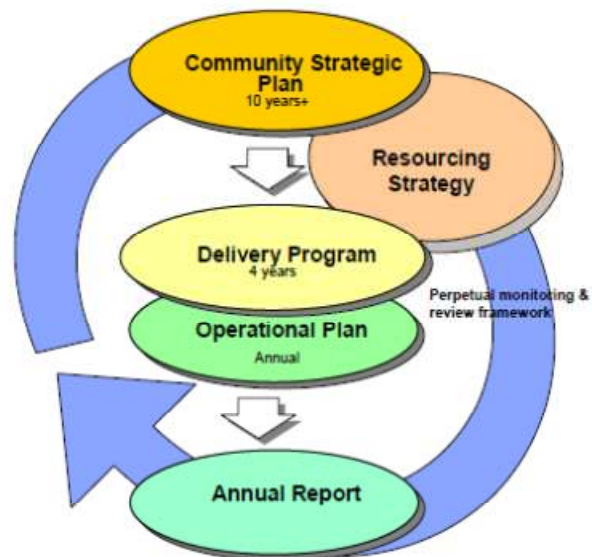 Community Strategic
Plan
10 years+
Resourcing
Strategy
Delivery Program
4 years
Perpetual monitoring &
review framework
Operational Plan
Annual
Annual Report